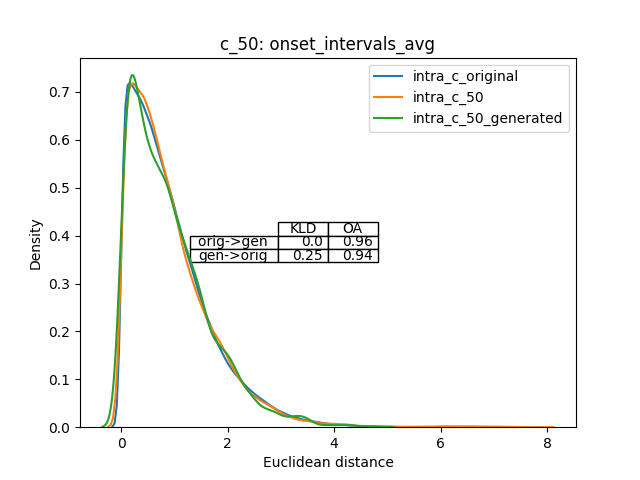 c_50: onset_intervals_avg
intra_c_original
intra_c_50
intra_c_50_generated
Density
0.7
0.6
0.5
0.4
0.3
0.2
0.1
0.0
KLD OA
orig->gen 0.0 0.96
gen->orig 0.25 0.94
0 2 4 6 8
Euclidean distance